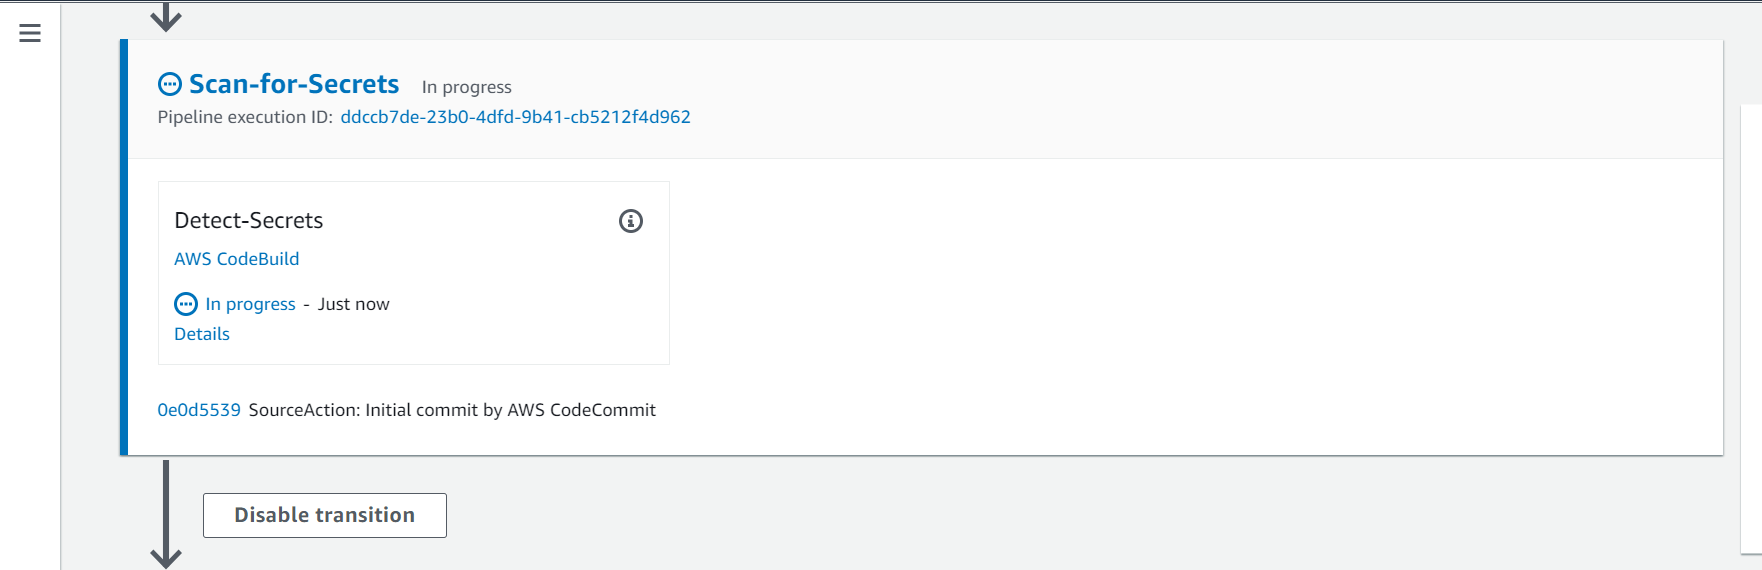 Scan-for-Secrets In progress
Pipeline execution ID: ddccb7de-23b0-4dfd-9b41-cb5212f4d962
Detect-Secrets
AWS CodeBuild
In progress - Just now
Details
0e0d5539 SourceAction: Initial commit by AWS CodeCommit
Disable transition